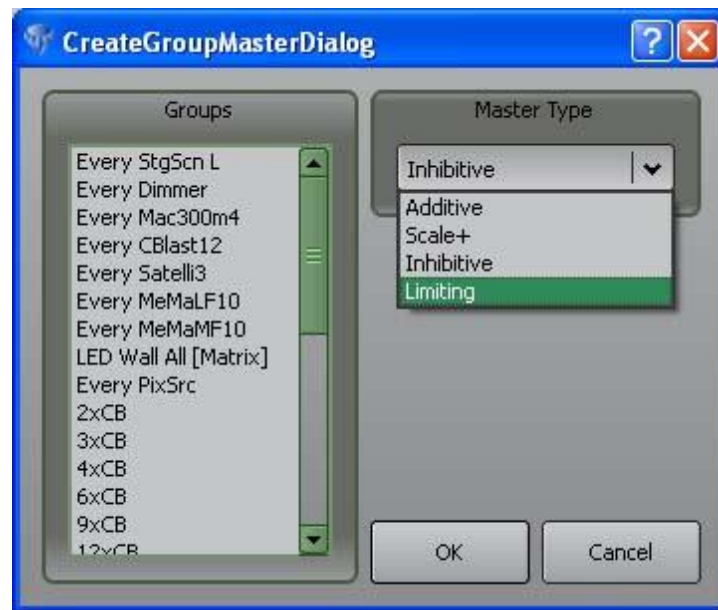 CreateGroupMasterDialog
Groups
Every StgScn L
Every Dimmer
Every Mac300m4
Every CBlast12
Every Satelli3
Every MeMaLF10
Every MeMaMF10
LED Wall All [Matrix]
Every PixSrc
2xCB
3xCB
4xCB
6xCB
9xCB
12xCB
Master Type
Inhibitive
Additive
Scale+
Inhibitive
Limiting
OK
Cancel